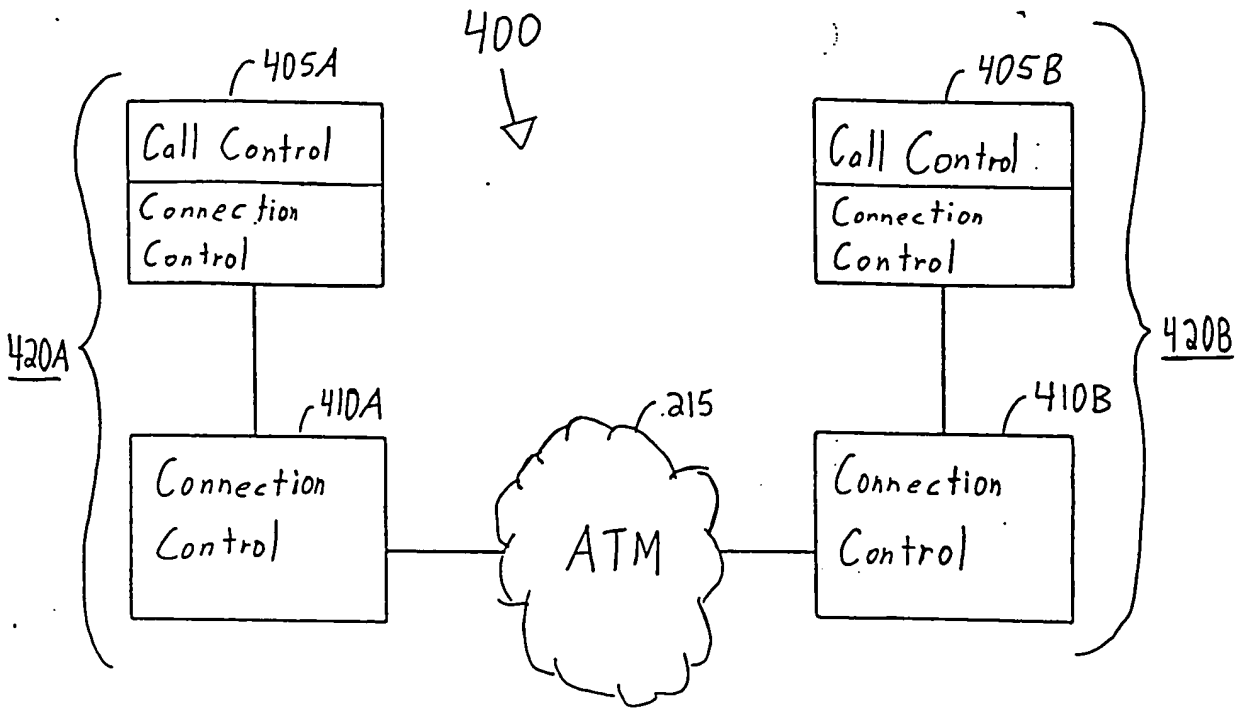 400
405A
Call Control
Connection
Control
405B
Call Control
Connection
Control
420A
420B
410A
Connection
Control
215
ATM
410B
Connection
Control